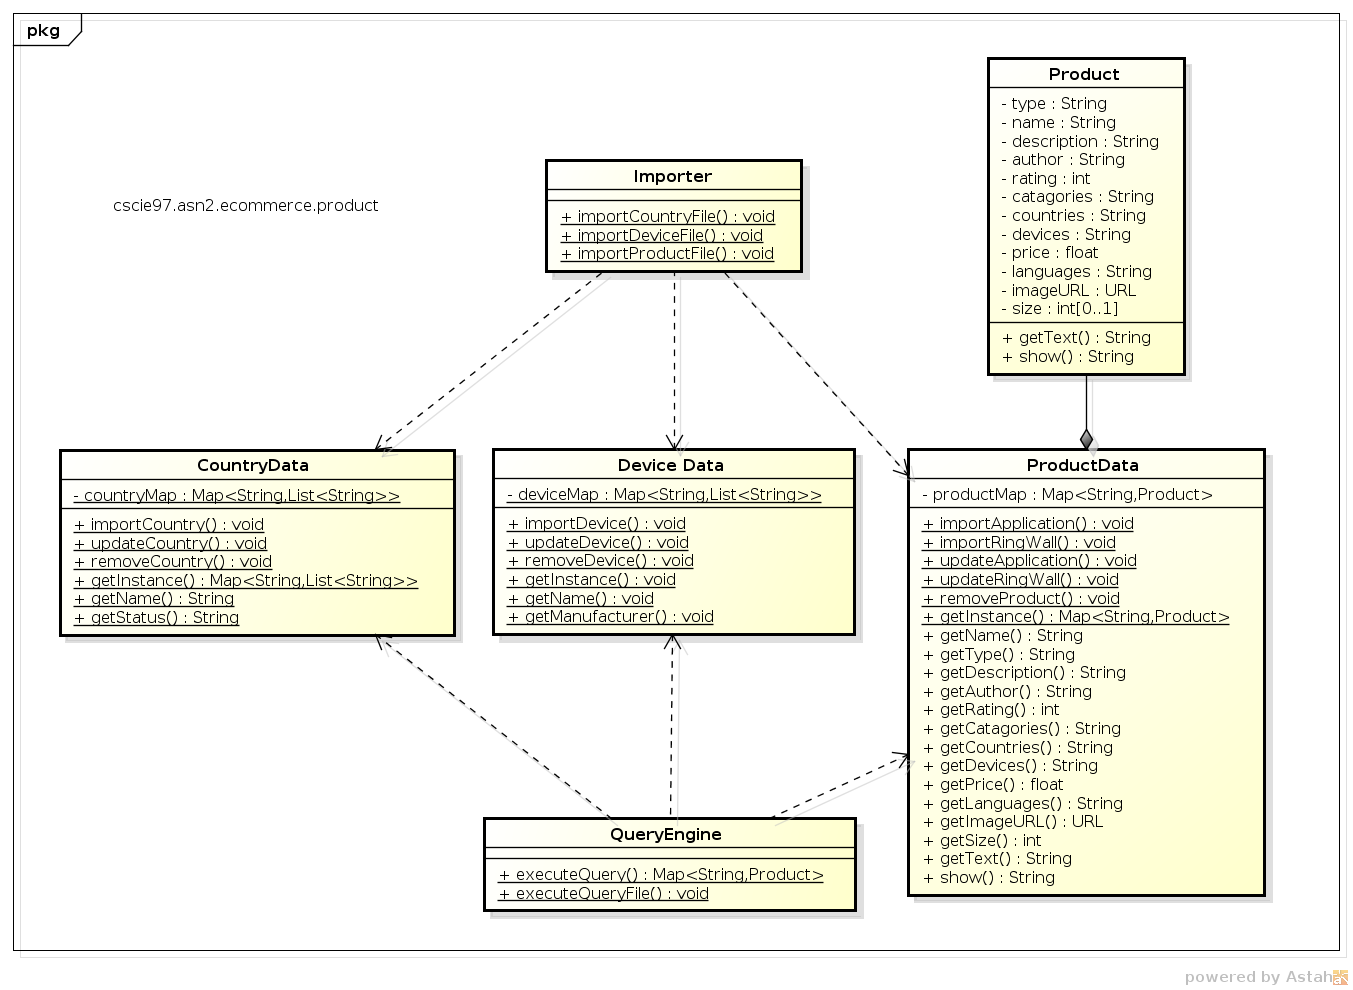 pkg
cscie97.asn2.ecommerce.product
Importer
+ importCountryFile() : void
+ importDeviceFile() : void
+ importProductFile() : void
Product
- type : String
- name : String
- description : String
- author : String
- rating : int
- catagories : String
- countries : String
- devices : String
- price : float
- languages : String
- imageURL : URL
- size : int[0..1]
+ getText() : String
+ show() : String
CountryData
- countryMap : Map<String,List<String>>
+ importCountry() : void
+ updateCountry() : void
+ removeCountry() : void
+ getInstance() : Map<String,List<String>>
+ getName() : String
+ getStatus() : String
Device Data
- deviceMap : Map<String,List<String>>
+ importDevice() : void
+ updateDevice() : void
+ removeDevice() : void
+ getInstance() : void
+ getName() : void
+ getManufacturer() : void
ProductData
- productMap : Map<String,Product>
+ importApplication() : void
+ importRingWall() : void
+ updateApplication() : void
+ updateRingWall() : void
+ removeProduct() : void
+ getInstance() : Map<String,Product>
+ getName() : String
+ getType() : String
+ getDescription() : String
+ getAuthor() : String
+ getRating() : int
+ getCatagories() : String
+ getCountries() : String
+ getDevices() : String
+ getPrice() : float
+ getLanguages() : String
+ getImageURL() : URL
+ getSize() : int
+ getText() : String
+ show() : String
QueryEngine
+ executeQuery() : Map<String,Product>
+ executeQueryFile() : void
powered by Astah